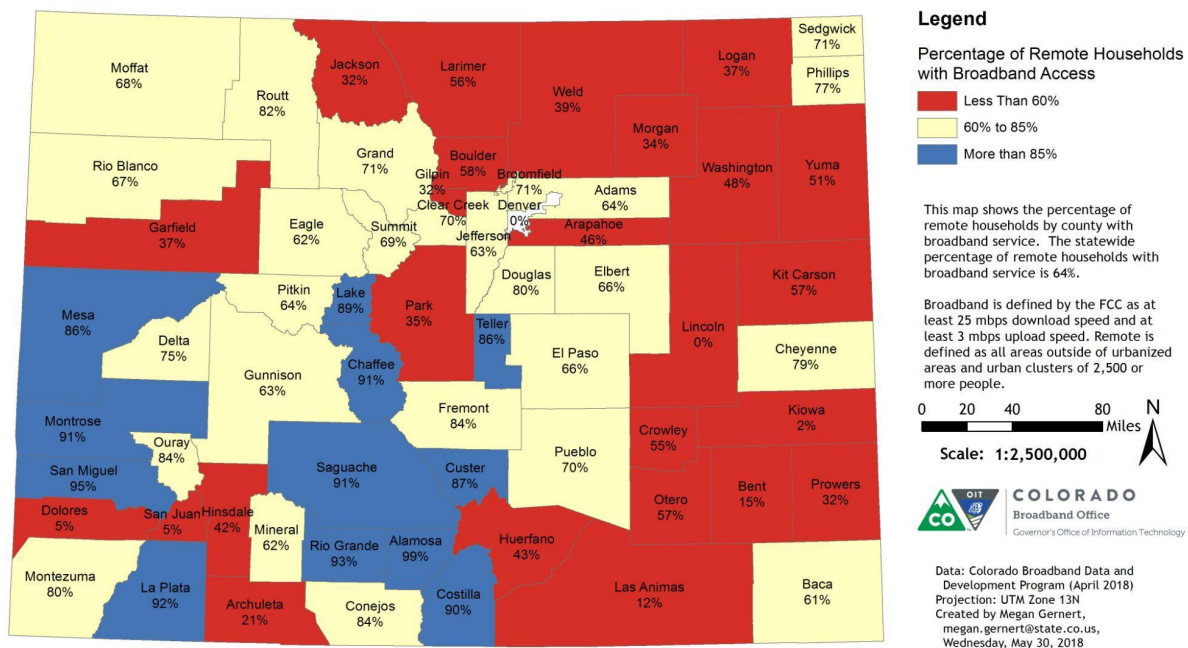 Moffat
68%
Routt
82%
Jackson
32%
Larimer
56%
Weld
39%
Logan
37%
Sedgwick
71%
Phillips
77%
Morgan
34%
Rio Blanco
67%
Grand
71%
Boulder
58%
Gilpin
32%
Broomfield
71%
Washington
48%
Yuma
51%
Garfield
37%
Eagle
62%
Summit
69%
Clear Creek
70%
Denver
0%
Adams
64%
Jefferson
63%
Arapahoe
46%
Mesa
86%
Pitkin
64%
Lake
89%
Park
35%
Douglas
80%
Elbert
66%
Kit Carson
57%
Delta
75%
Teller
86%
Lincoln
0%
Gunnison
63%
Chaffee
91%
El Paso
66%
Cheyenne
79%
Montrose
91%
Fremont
84%
Kiowa
2%
Ouray
84%
Crowley
55%
San Miguel
95%
Saguache
91%
Custer
87%
Pueblo
70%
Otero
57%
Bent
15%
Prowers
32%
Dolores
5%
San Juan
5%
Hinsdale
42%
Mineral
62%
Rio Grande
93%
Alamosa
99%
Huerfano
43%
Montezuma
80%
La Plata
92%
Archuleta
21%
Conejos
84%
Costilla
90%
Las Animas
12%
Baca
61%
Legend
Percentage of Remote Households
with Broadband Access
Less Than 60%
60% to 85%
More than 85%
This map shows the percentage of
remote households by county with
broadband service. The statewide
percentage of remote households with
broadband service is 64%.
Broadband is defined by the FCC as at
least 25 mbps download speed and at
least 3 mbps upload speed. Remote is
defined as all areas outside of urbanized
areas and urban clusters of 2,500 or
more people.
0 20 40 80 Miles
N
Scale: 1:2,500,000
CO
OIT
COLORADO
Broadband Office
Governor's Office of Information Technology
Data: Colorado Broadband Data and
Development Program (April 2018)
Projection: UTM Zone 13N
Created by Megan Gernert,
megan.gernert@state.co.us,
Wednesday, May 30, 2018